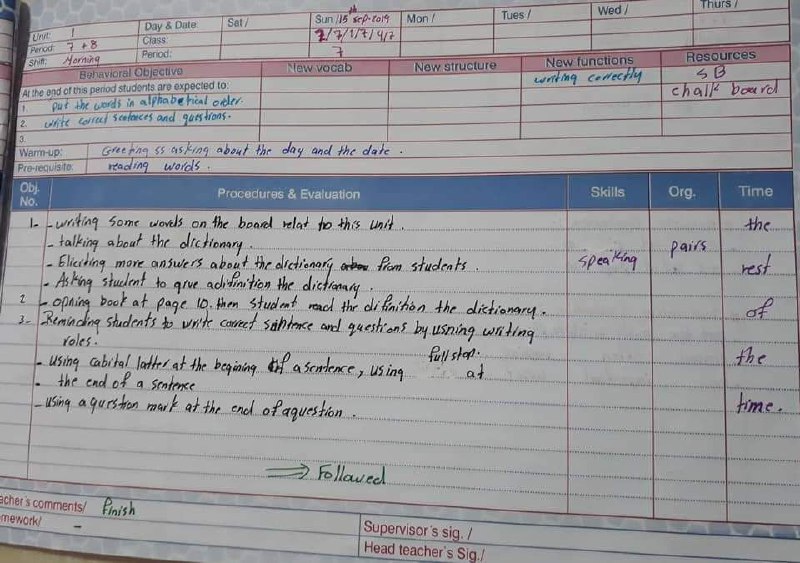 Unit: 1 Day & Date: Sat / Sun /15 th sep-2019 Mon / Tues / Wed / Thurs /
Period: 7 + 8 Class: 7/7/1/7/4/7
Shift: Morning Period: 7
Behavioral Objective New vocab New structure New functions Resources
At the end of this period students are expected to: writing correctly SB
1. put the words in alphabetical order. chalk board
2. write correct sentences and questions.
3.
Warm-up: Greeting ss asking about the day and the date .
Pre-requisite: reading words .
Obj. No. Procedures & Evaluation Skills Org. Time
1- - writing some words on the board relat to this unit . the
- talking about the dictionary .
- Eliciting more answers about the dictionary from students . speaking pairs rest
- Asking student to give adifinition the dictionary .
2 - opning book at page 10. then student read the difinition the dictionary . of
3- Reminding students to write correct sentence and questions by usning writing
roles .
- using cabital latter at the begining of a sentence, using full stop. at the
- the end of a sentence
- using a question mark at the end of aquestion . time.
⇒ Followed
acher's comments/ Finish
mework/ -
Supervisor's sig. /
Head teacher's Sig./